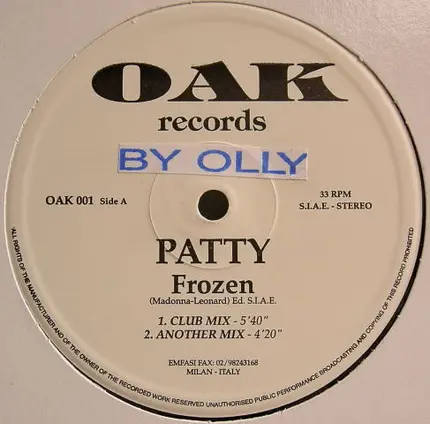 OAK
records
BY OLLY
OAK 001 Side A
33 RPM
S.I.A.E. - STEREO
PATTY
Frozen
(Madonna-Leonard) Ed. S.I.A.E.
1. CLUB MIX - 5'40"
2. ANOTHER MIX - 4'20"
EMFASI FAX: 02/98243168
MILAN - ITALY
ALL RIGHTS OF THE MANUFACTURER AND OF THE OWNER OF THE RECORDED WORK RESERVED UNAUTHORISED PUBLIC PERFORMANCE BROADCASTING AND COPYING OF THIS RECORD PROHIBITED